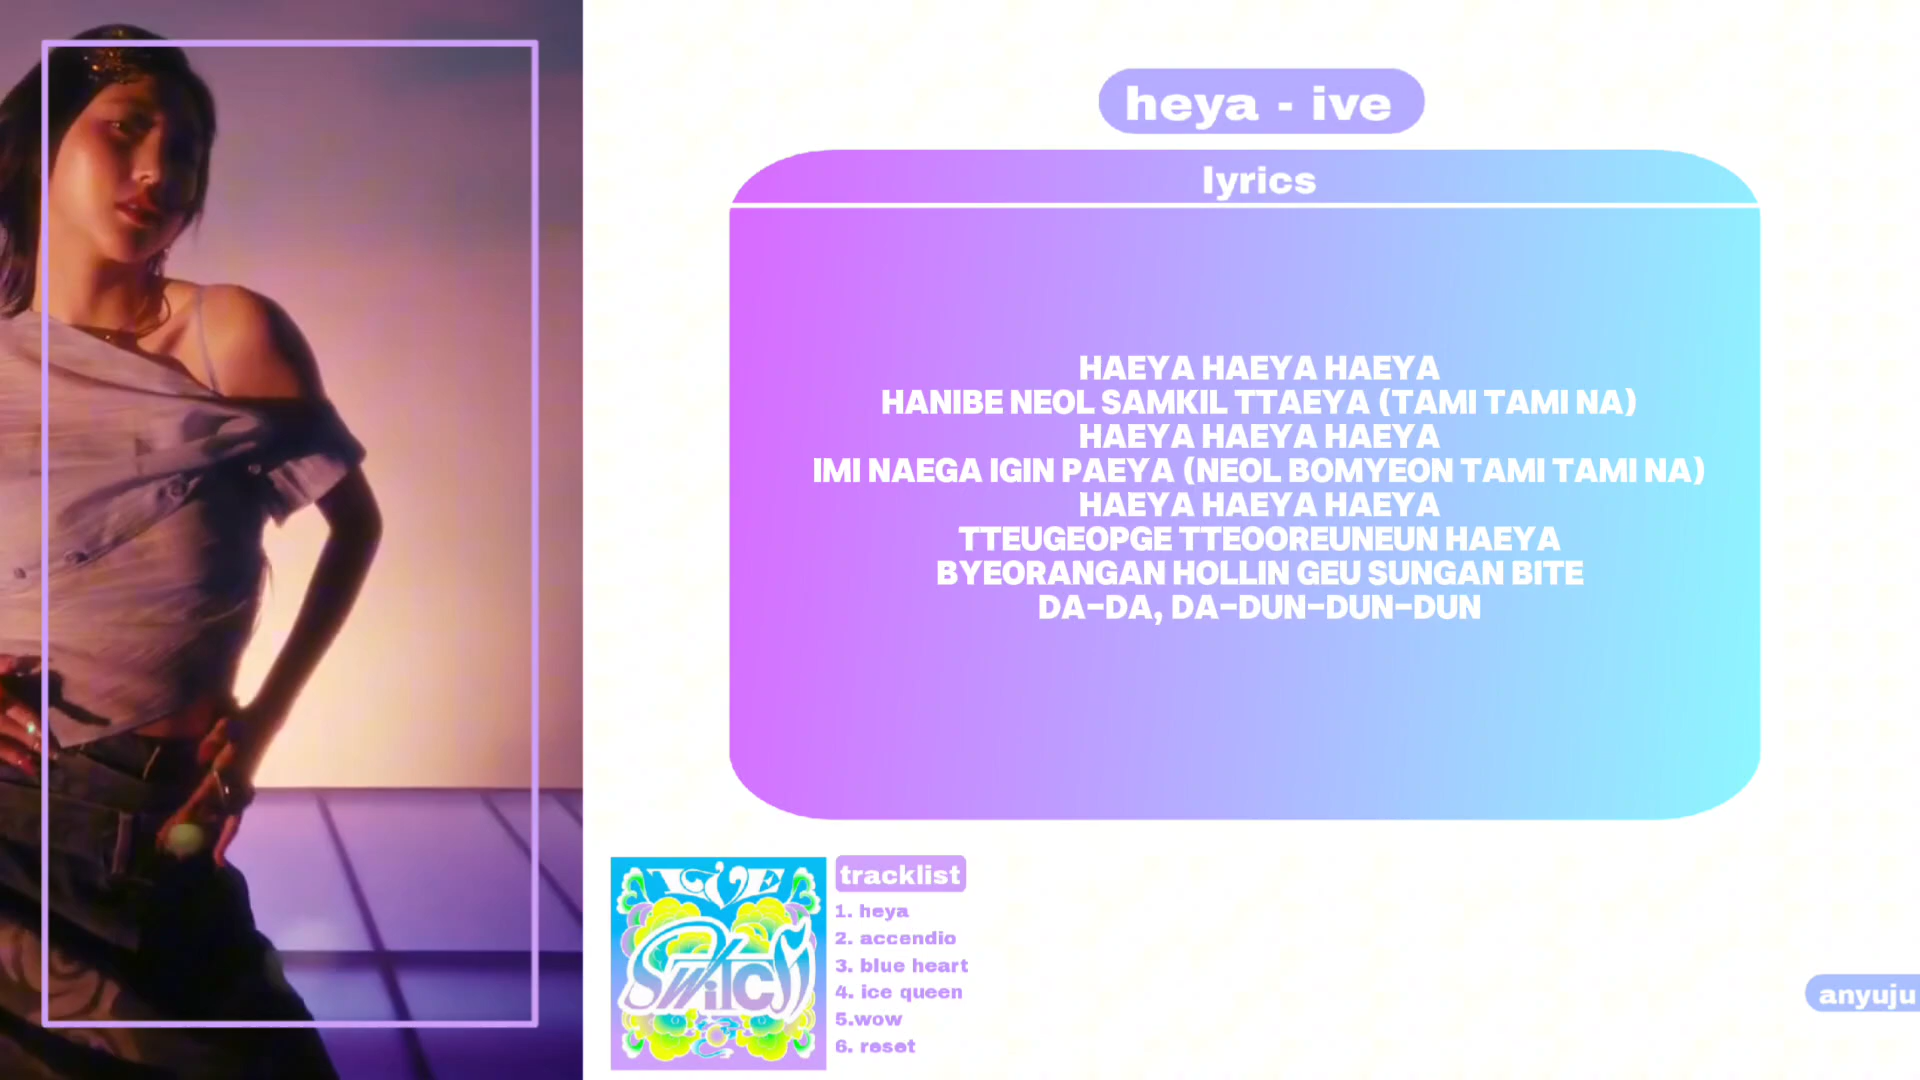 heya - ive
lyrics
HAEYA HAEYA HAEYA
HANIBE NEOL SAMKIL TTAEYA (TAMI TAMI NA)
HAEYA HAEYA HAEYA
IMI NAEGA IGIN PAEYA (NEOL BOMYEON TAMI TAMI NA)
HAEYA HAEYA HAEYA
TTEUGEOPGE TTEOOREUNEUN HAEYA
BYEORANGAN HOLLIN GEU SUNGAN BITE
DA-DA, DA-DUN-DUN-DUN
IVE
SWiTCH
tracklist
1. heya
2. accendio
3. blue heart
4. ice queen
5.wow
6. reset
anyuju